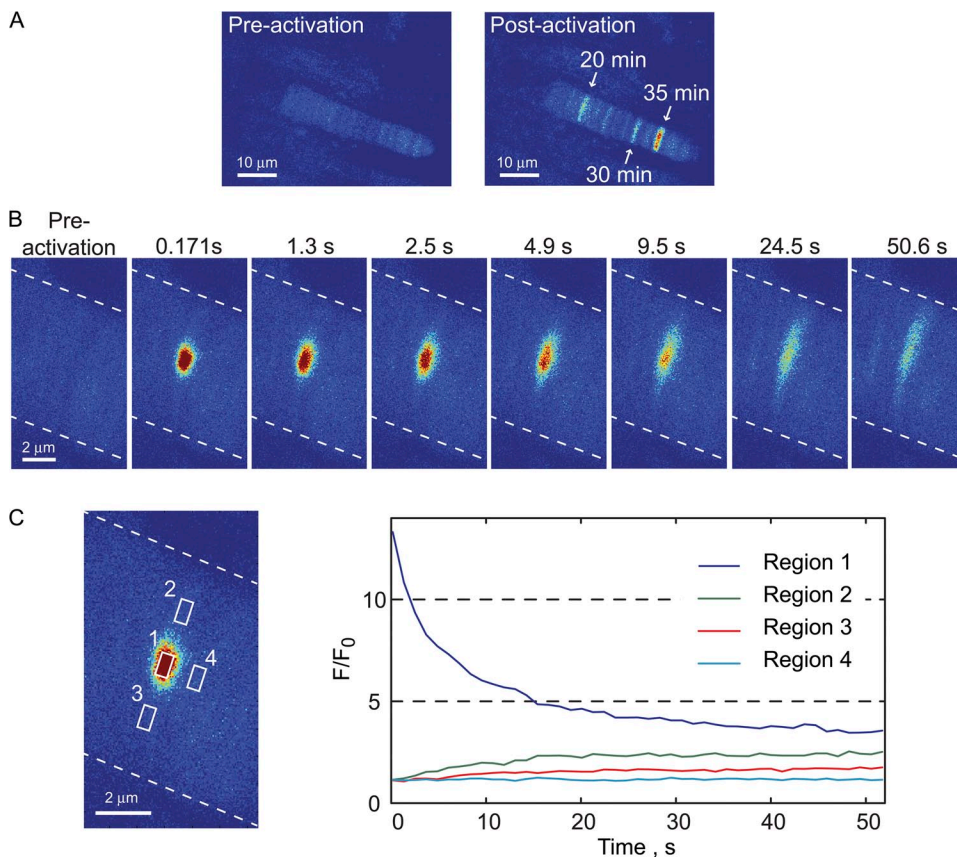 A
Pre-activation
Post-activation
20 min
35 min
30 min
10 μm
10 μm
B
Pre-
activation
0.171s
1.3 s
2.5 s
4.9 s
9.5 s
24.5 s
50.6 s
2 μm
C
2
1
4
3
2 μm
F/F0
10
5
0
Region 1
Region 2
Region 3
Region 4
0
10
20
30
40
50
Time , s